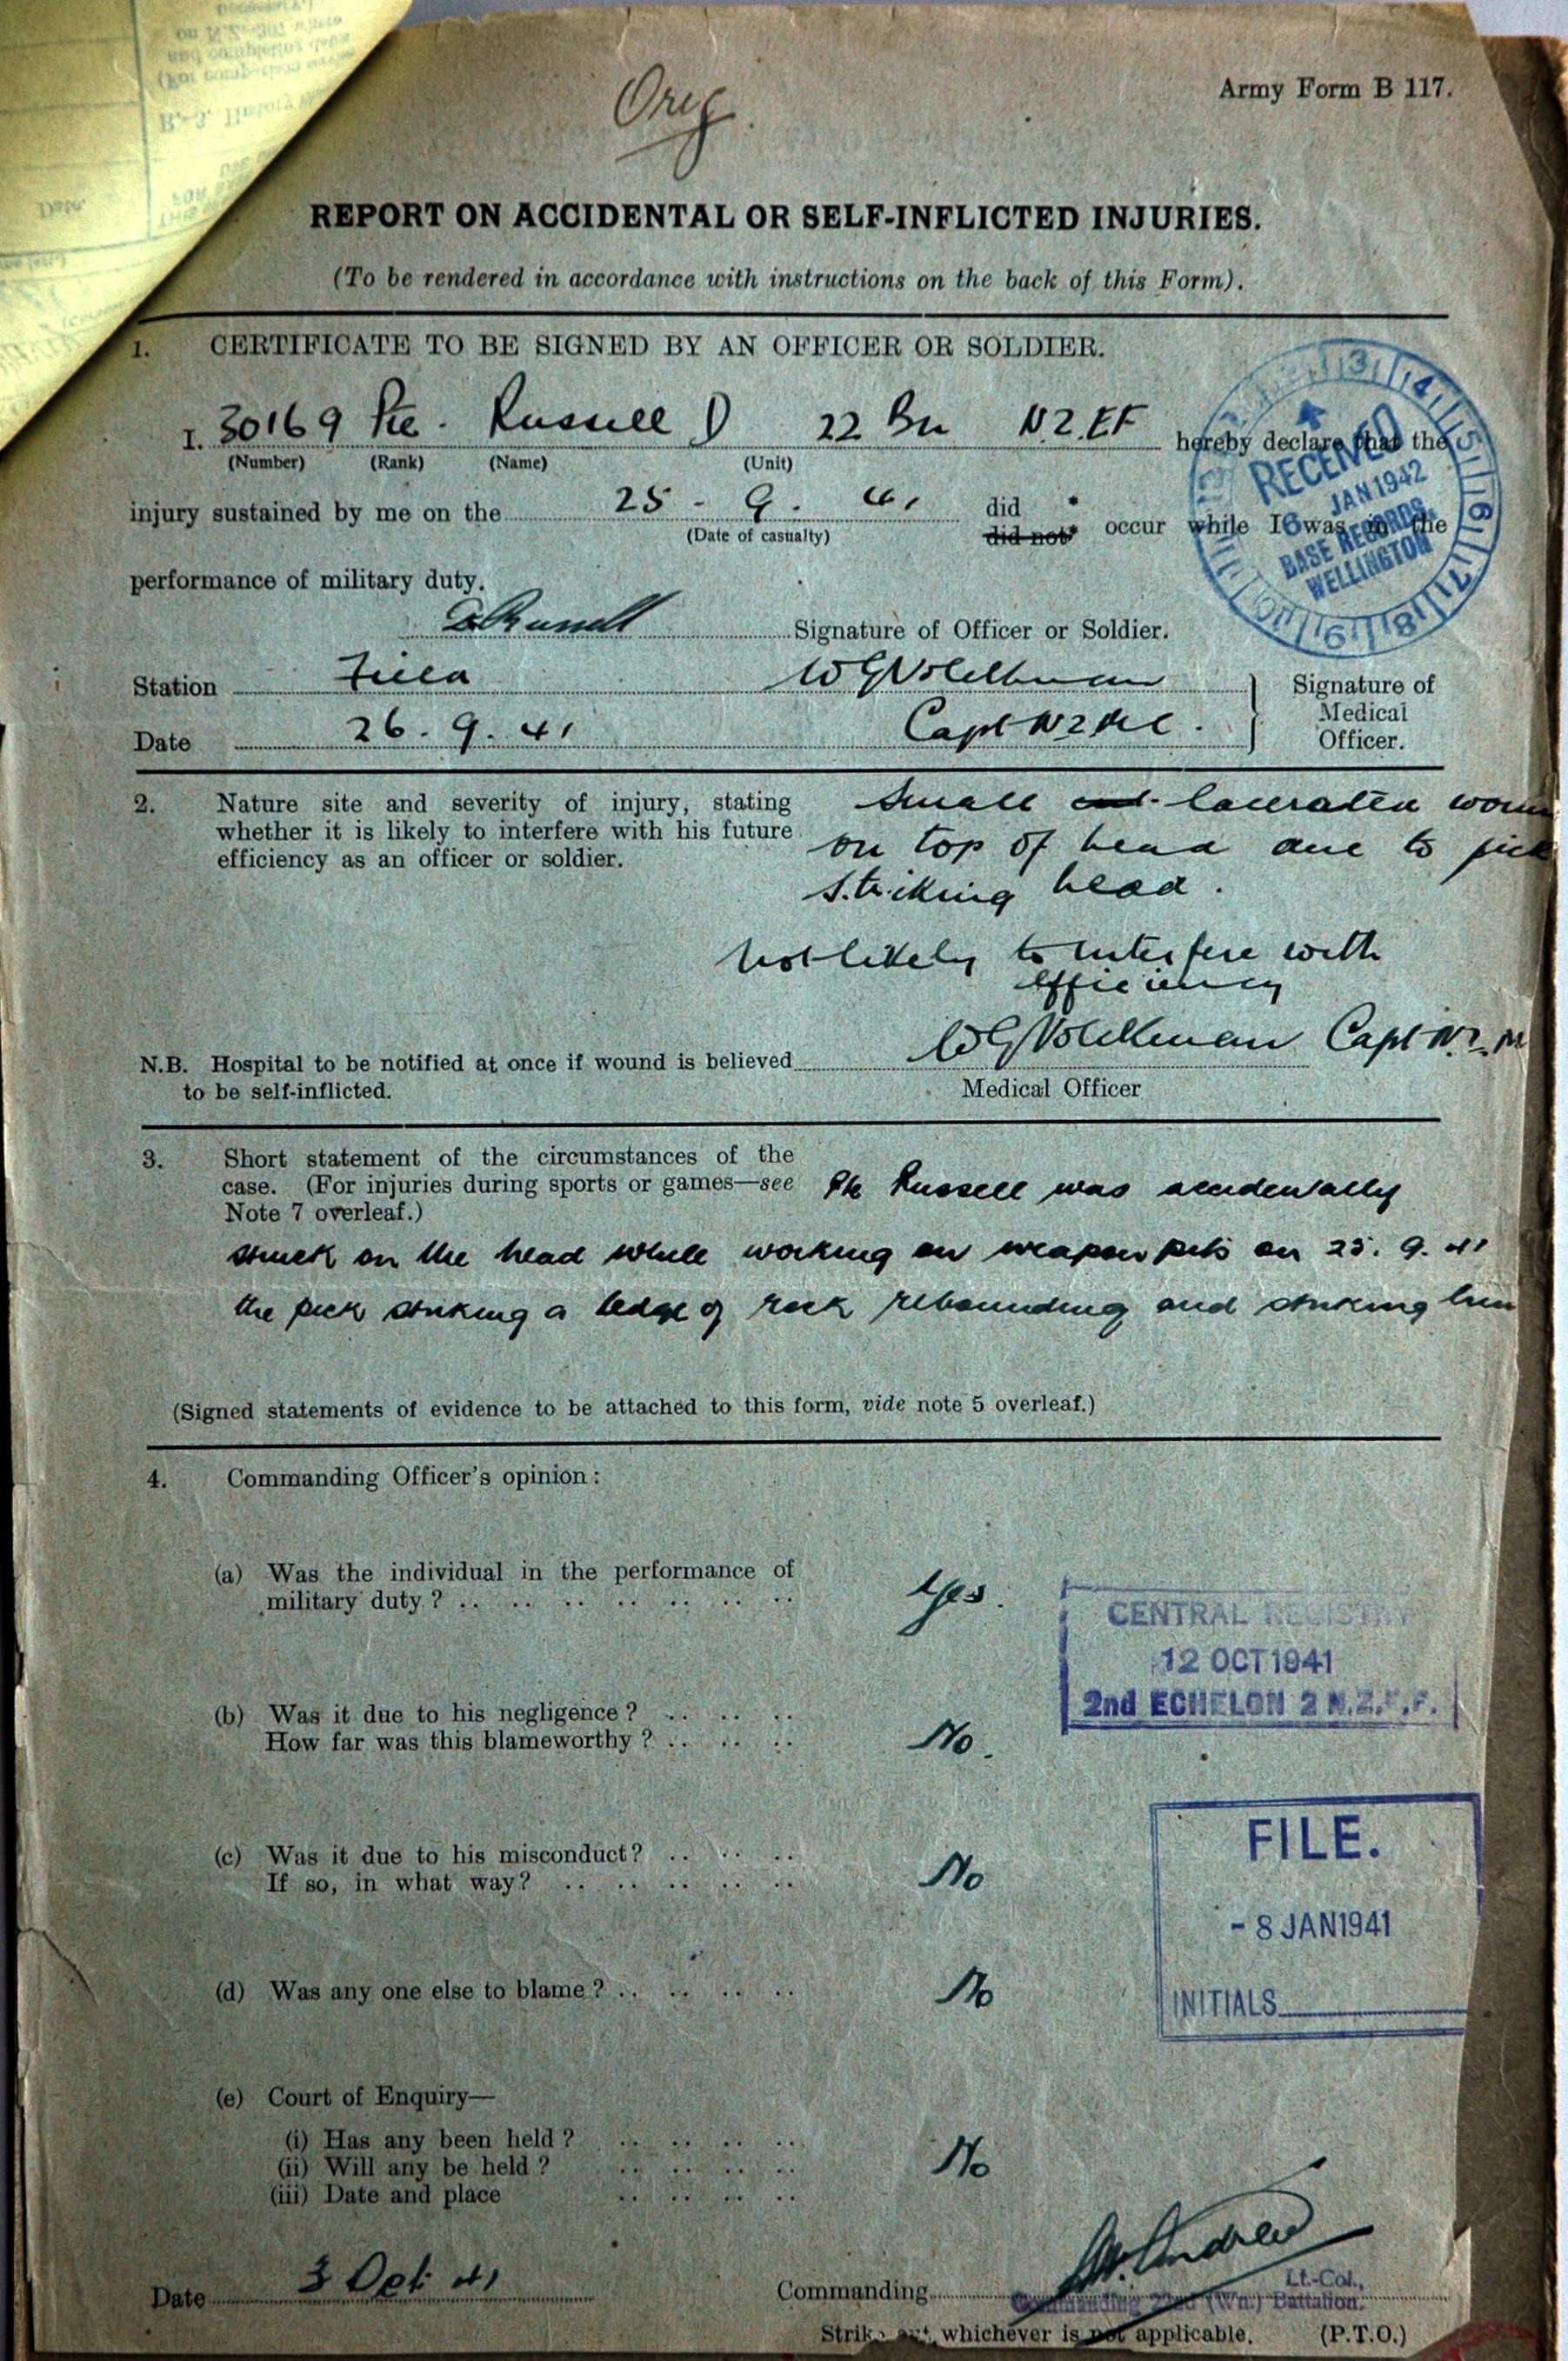 Orig
Army Form B 117.
REPORT ON ACCIDENTAL OR SELF-INFLICTED INJURIES.
(To be rendered in accordance with instructions on the back of this Form).
1. CERTIFICATE TO BE SIGNED BY AN OFFICER OR SOLDIER.
I. 30169 Pte. Russell D 22 Bn N.Z.EF hereby declare that the
(Number) (Rank) (Name) (Unit)
injury sustained by me on the 25 - 9. 41 did * occur while I was in the
(Date of casualty) did not*
performance of military duty.
RECEIVED
16 JAN 1942
BASE RECORDS,
WELLINGTON
D Russell Signature of Officer or Soldier.
Station
Date 26. 9. 41 Capt NZMC. Signature of Medical Officer.
2. Nature site and severity of injury, stating
whether it is likely to interfere with his future
efficiency as an officer or soldier.
Small cut lacerated woun
on top of head due to pick
striking head.
Not likely to interfere with
efficiency
Capt N.Z.M
N.B. Hospital to be notified at once if wound is believed
to be self-inflicted.
Medical Officer
3. Short statement of the circumstances of the
case. (For injuries during sports or games—see
Note 7 overleaf.)
Pte Russell was accidentally
struck on the head while working on weapon pits on 25. 9. 41
the pick striking a ledge of rock rebounding and striking him
(Signed statements of evidence to be attached to this form, vide note 5 overleaf.)
4. Commanding Officer's opinion:
(a) Was the individual in the performance of
military duty? .. .. .. .. .. .. .. Yes.
CENTRAL REGISTRY
12 OCT 1941
2nd ECHELON 2 N.Z.E.F.
(b) Was it due to his negligence? .. .. ..
How far was this blameworthy? .. .. .. No.
(c) Was it due to his misconduct? .. .. ..
If so, in what way? .. .. .. .. .. No
FILE.
- 8 JAN 1941
INITIALS
(d) Was any one else to blame? .. .. .. .. No
(e) Court of Enquiry—
(i) Has any been held? .. .. .. ..
(ii) Will any be held? .. .. .. .. No
(iii) Date and place .. .. .. ..
Date 3 Oct 41 Commanding Andrew
Lt.-Col.,
Commanding 22nd (Wn.) Battalion.
Strike out whichever is not applicable. (P.T.O.)